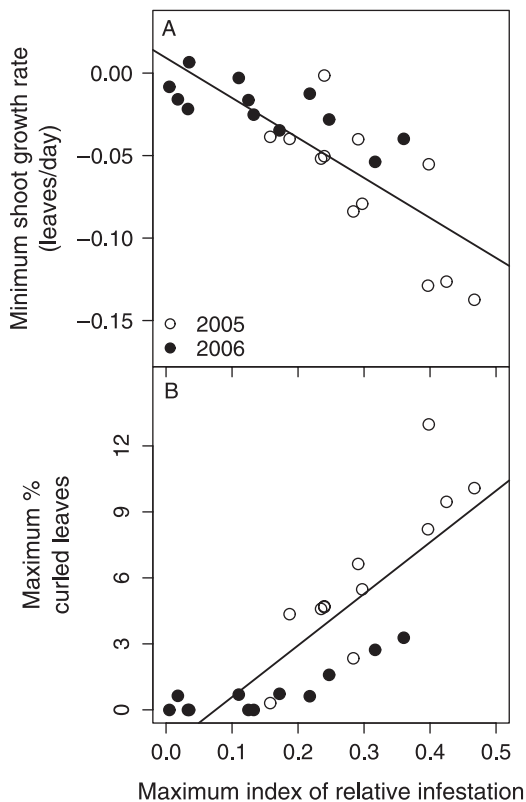 A
Minimum shoot growth rate
(leaves/day)
0.00
−0.05
−0.10
−0.15
2005
2006
B
Maximum %
curled leaves
12
9
6
3
0
0.0 0.1 0.2 0.3 0.4 0.5
Maximum index of relative infestation